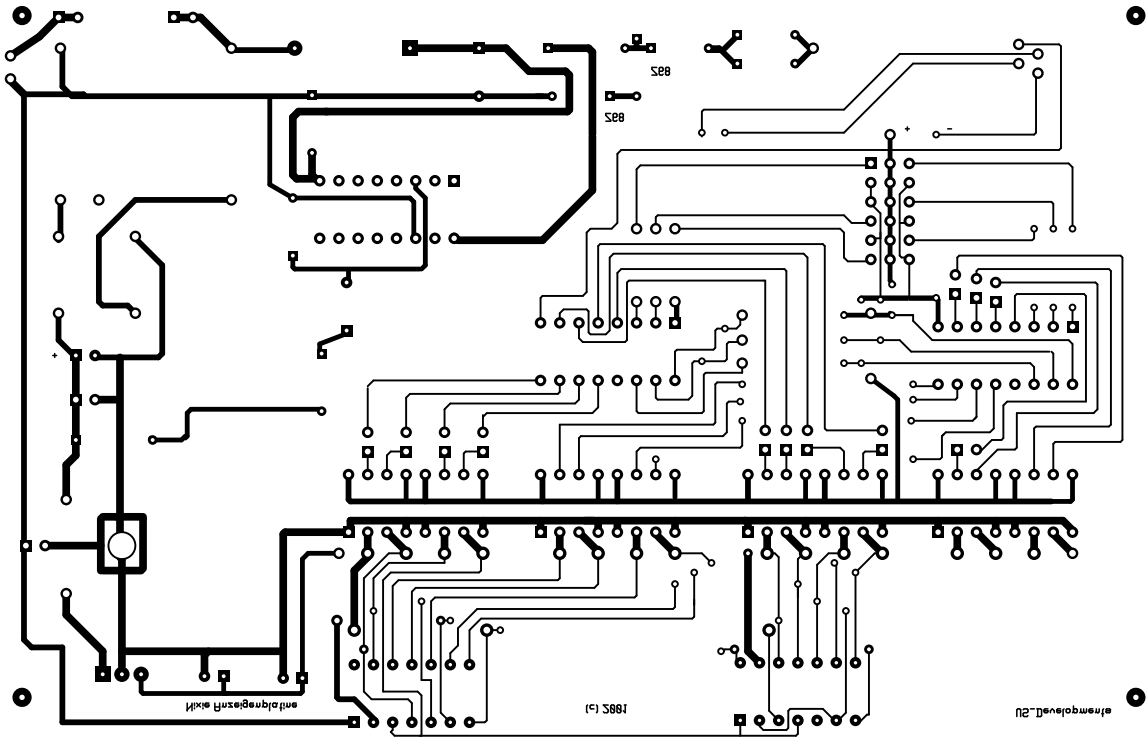 + -
+
Nixie Anzeigenplatine
(c) 2001
US-Developments